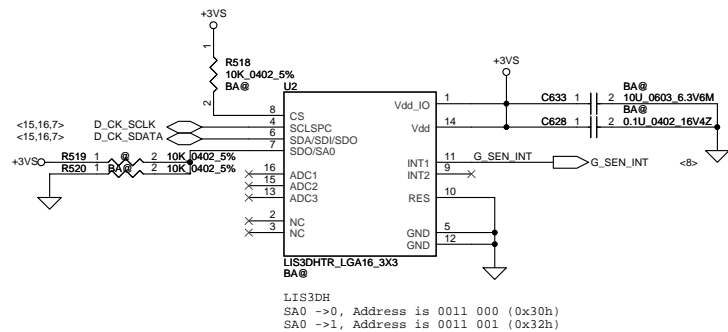 +3VS
1
R518
10K_0402_5%
BA@
2
U2
+3VS
8 CS
Vdd_IO 1
C633 1 2 BA@
10U_0603_6.3V6M
BA@
<15,16,7> D_CK_SCLK 4 SCLSPC
<15,16,7> D_CK_SDATA 6 SDA/SDI/SDO
Vdd 14
C628 1 2 0.1U_0402_16V4Z
7 SDO/SA0
+3VS R519 1 @ 2 10K_0402_5%
R520 1 BA@ 2 10K_0402_5%
INT1 11 G_SEN_INT G_SEN_INT <8>
INT2 9
16 ADC1
15 ADC2
13 ADC3
RES 10
2 NC
3 NC
GND 5
GND 12
LIS3DHTR_LGA16_3X3
BA@
LIS3DH
SA0 ->0, Address is 0011 000 (0x30h)
SA0 ->1, Address is 0011 001 (0x32h)